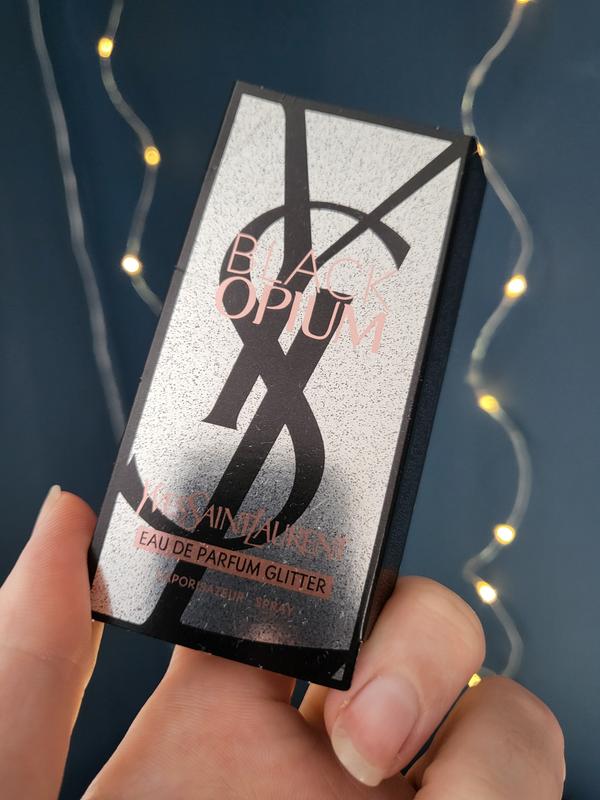 BLACK
OPIUM
YVESSAINTLAURENT
EAU DE PARFUM GLITTER
VAPORISATEUR SPRAY